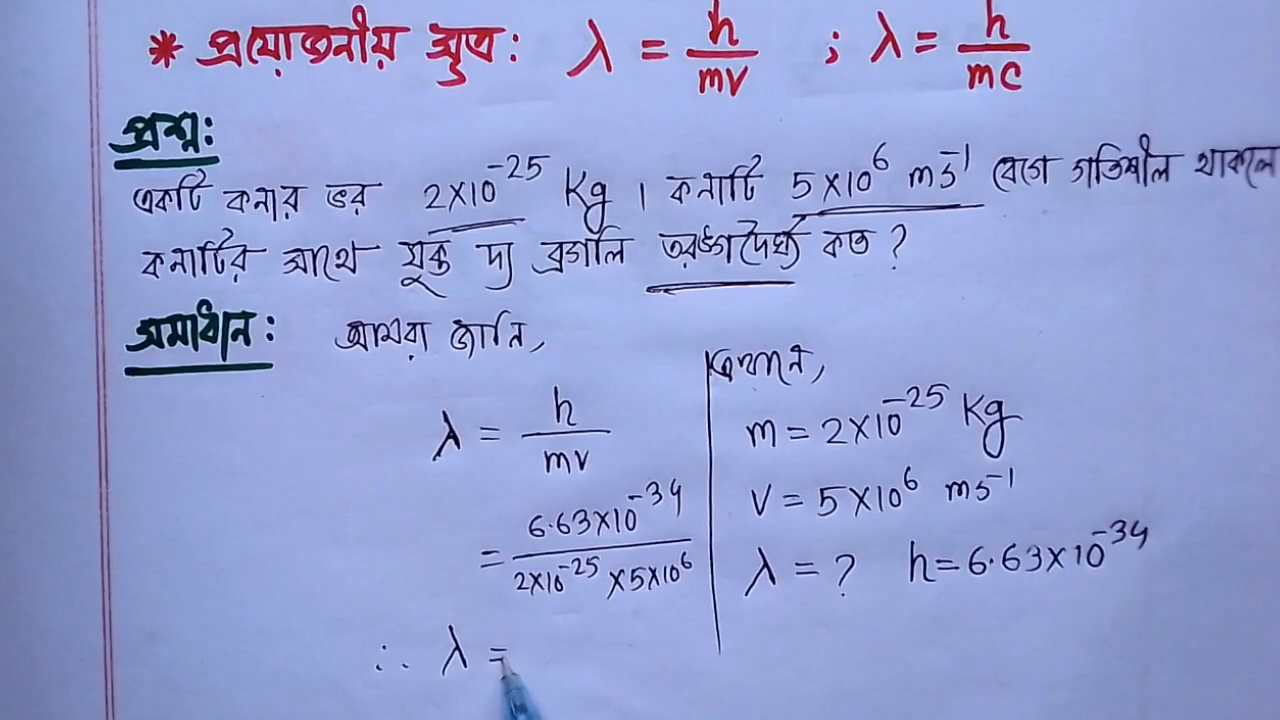 * প্রয়োজনীয় সুত্র: λ = h/mv ; λ = h/mc
প্রশ্ন:
একটি কনার ভর 2×10⁻²⁵ Kg । কনাটি 5×10⁶ ms⁻¹ বেগে গতিশীল থাকলে
কনাটির সাথে যুক্ত দ্য ব্রগলি তরঙ্গদৈর্ঘ্য কত ?
সমাধান: আমরা জানি,
λ = h/mv
= 6.63×10⁻³⁴ / 2×10⁻²⁵ × 5×10⁶
∴ λ =
এখানে,
m = 2×10⁻²⁵ Kg
v = 5×10⁶ ms⁻¹
λ = ? h = 6.63×10⁻³⁴